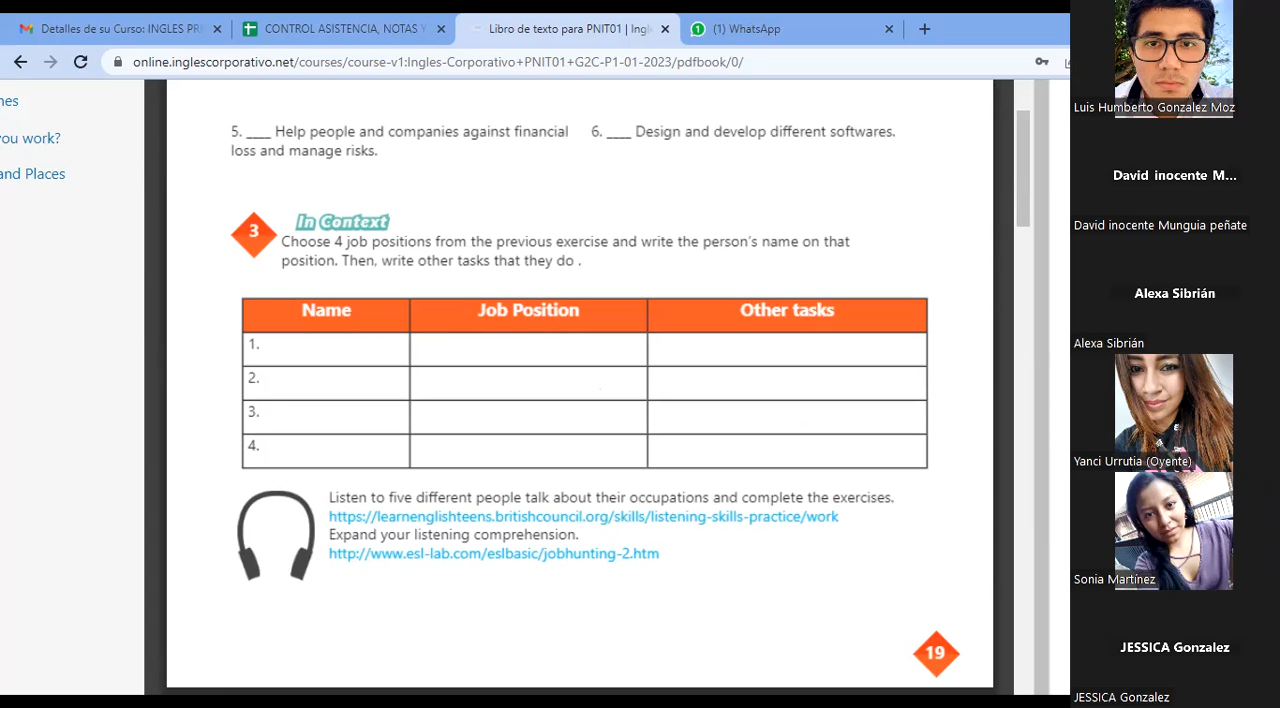 Detalles de su Curso: INGLES PRI
CONTROL ASISTENCIA, NOTAS Y
Libro de texto para PNIT01 | Ingl
(1) WhatsApp
online.inglescorporativo.net/courses/course-v1:Ingles-Corporativo+PNIT01+G2C-P1-01-2023/pdfbook/0/
nes
ou work?
and Places
5. ____ Help people and companies against financial
loss and manage risks.
6. ____ Design and develop different softwares.
3
In Context
Choose 4 job positions from the previous exercise and write the person's name on that
position. Then, write other tasks that they do .
Name Job Position Other tasks
1.
2.
3.
4.
Listen to five different people talk about their occupations and complete the exercises.
https://learnenglishteens.britishcouncil.org/skills/listening-skills-practice/work
Expand your listening comprehension.
http://www.esl-lab.com/eslbasic/jobhunting-2.htm
19
Luis Humberto Gonzalez Moz
David inocente M...
David inocente Munguia peñate
Alexa Sibrián
Alexa Sibrián
Yanci Urrutia (Oyente)
Sonia Martínez
JESSICA Gonzalez
JESSICA Gonzalez